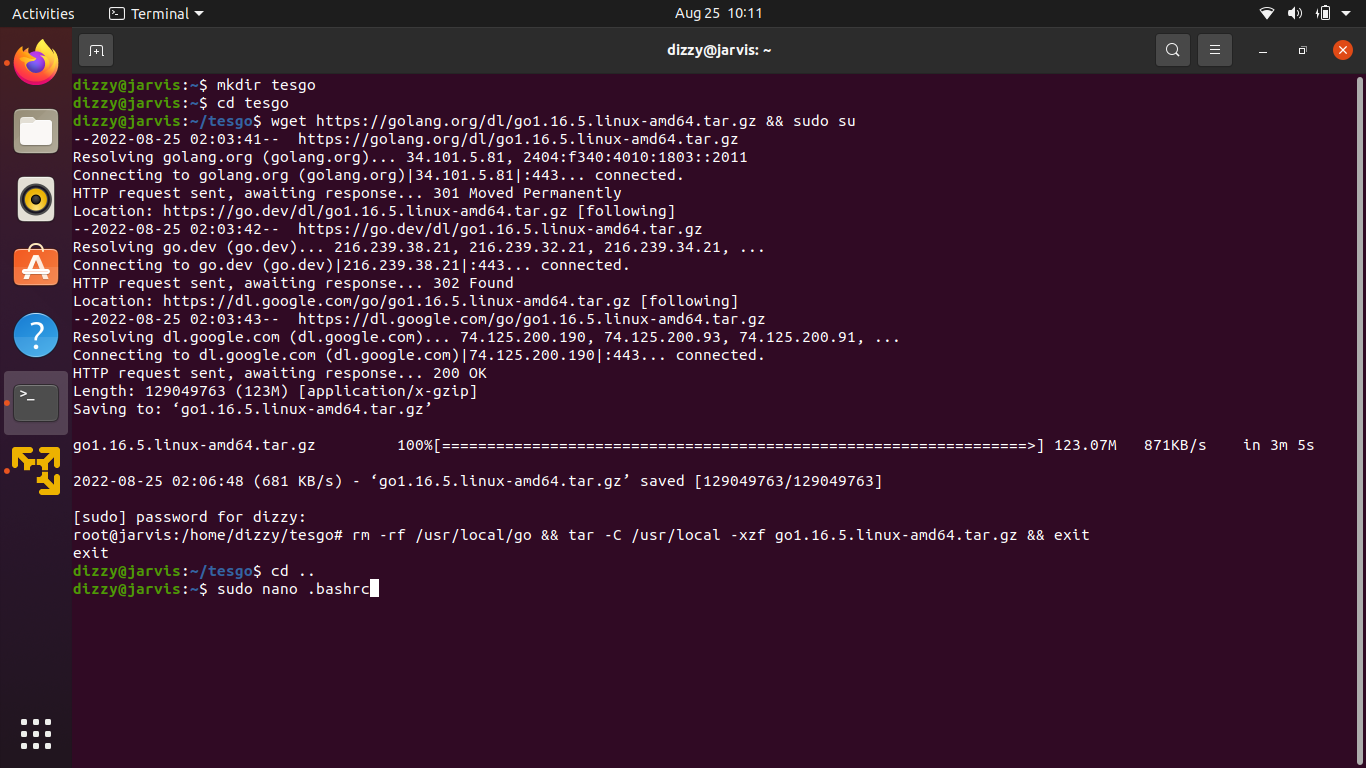 Activities Terminal Aug 25 10:11
dizzy@jarvis: ~
dizzy@jarvis:~$ mkdir tesgo
dizzy@jarvis:~$ cd tesgo
dizzy@jarvis:~/tesgo$ wget https://golang.org/dl/go1.16.5.linux-amd64.tar.gz && sudo su
--2022-08-25 02:03:41--  https://golang.org/dl/go1.16.5.linux-amd64.tar.gz
Resolving golang.org (golang.org)... 34.101.5.81, 2404:f340:4010:1803::2011
Connecting to golang.org (golang.org)|34.101.5.81|:443... connected.
HTTP request sent, awaiting response... 301 Moved Permanently
Location: https://go.dev/dl/go1.16.5.linux-amd64.tar.gz [following]
--2022-08-25 02:03:42--  https://go.dev/dl/go1.16.5.linux-amd64.tar.gz
Resolving go.dev (go.dev)... 216.239.38.21, 216.239.32.21, 216.239.34.21, ...
Connecting to go.dev (go.dev)|216.239.38.21|:443... connected.
HTTP request sent, awaiting response... 302 Found
Location: https://dl.google.com/go/go1.16.5.linux-amd64.tar.gz [following]
--2022-08-25 02:03:43--  https://dl.google.com/go/go1.16.5.linux-amd64.tar.gz
Resolving dl.google.com (dl.google.com)... 74.125.200.190, 74.125.200.93, 74.125.200.91, ...
Connecting to dl.google.com (dl.google.com)|74.125.200.190|:443... connected.
HTTP request sent, awaiting response... 200 OK
Length: 129049763 (123M) [application/x-gzip]
Saving to: ‘go1.16.5.linux-amd64.tar.gz’
go1.16.5.linux-amd64.tar.gz         100%[=================================================================>] 123.07M   871KB/s    in 3m 5s
2022-08-25 02:06:48 (681 KB/s) - ‘go1.16.5.linux-amd64.tar.gz’ saved [129049763/129049763]
[sudo] password for dizzy:
root@jarvis:/home/dizzy/tesgo# rm -rf /usr/local/go && tar -C /usr/local -xzf go1.16.5.linux-amd64.tar.gz && exit
exit
dizzy@jarvis:~/tesgo$ cd ..
dizzy@jarvis:~$ sudo nano .bashrc